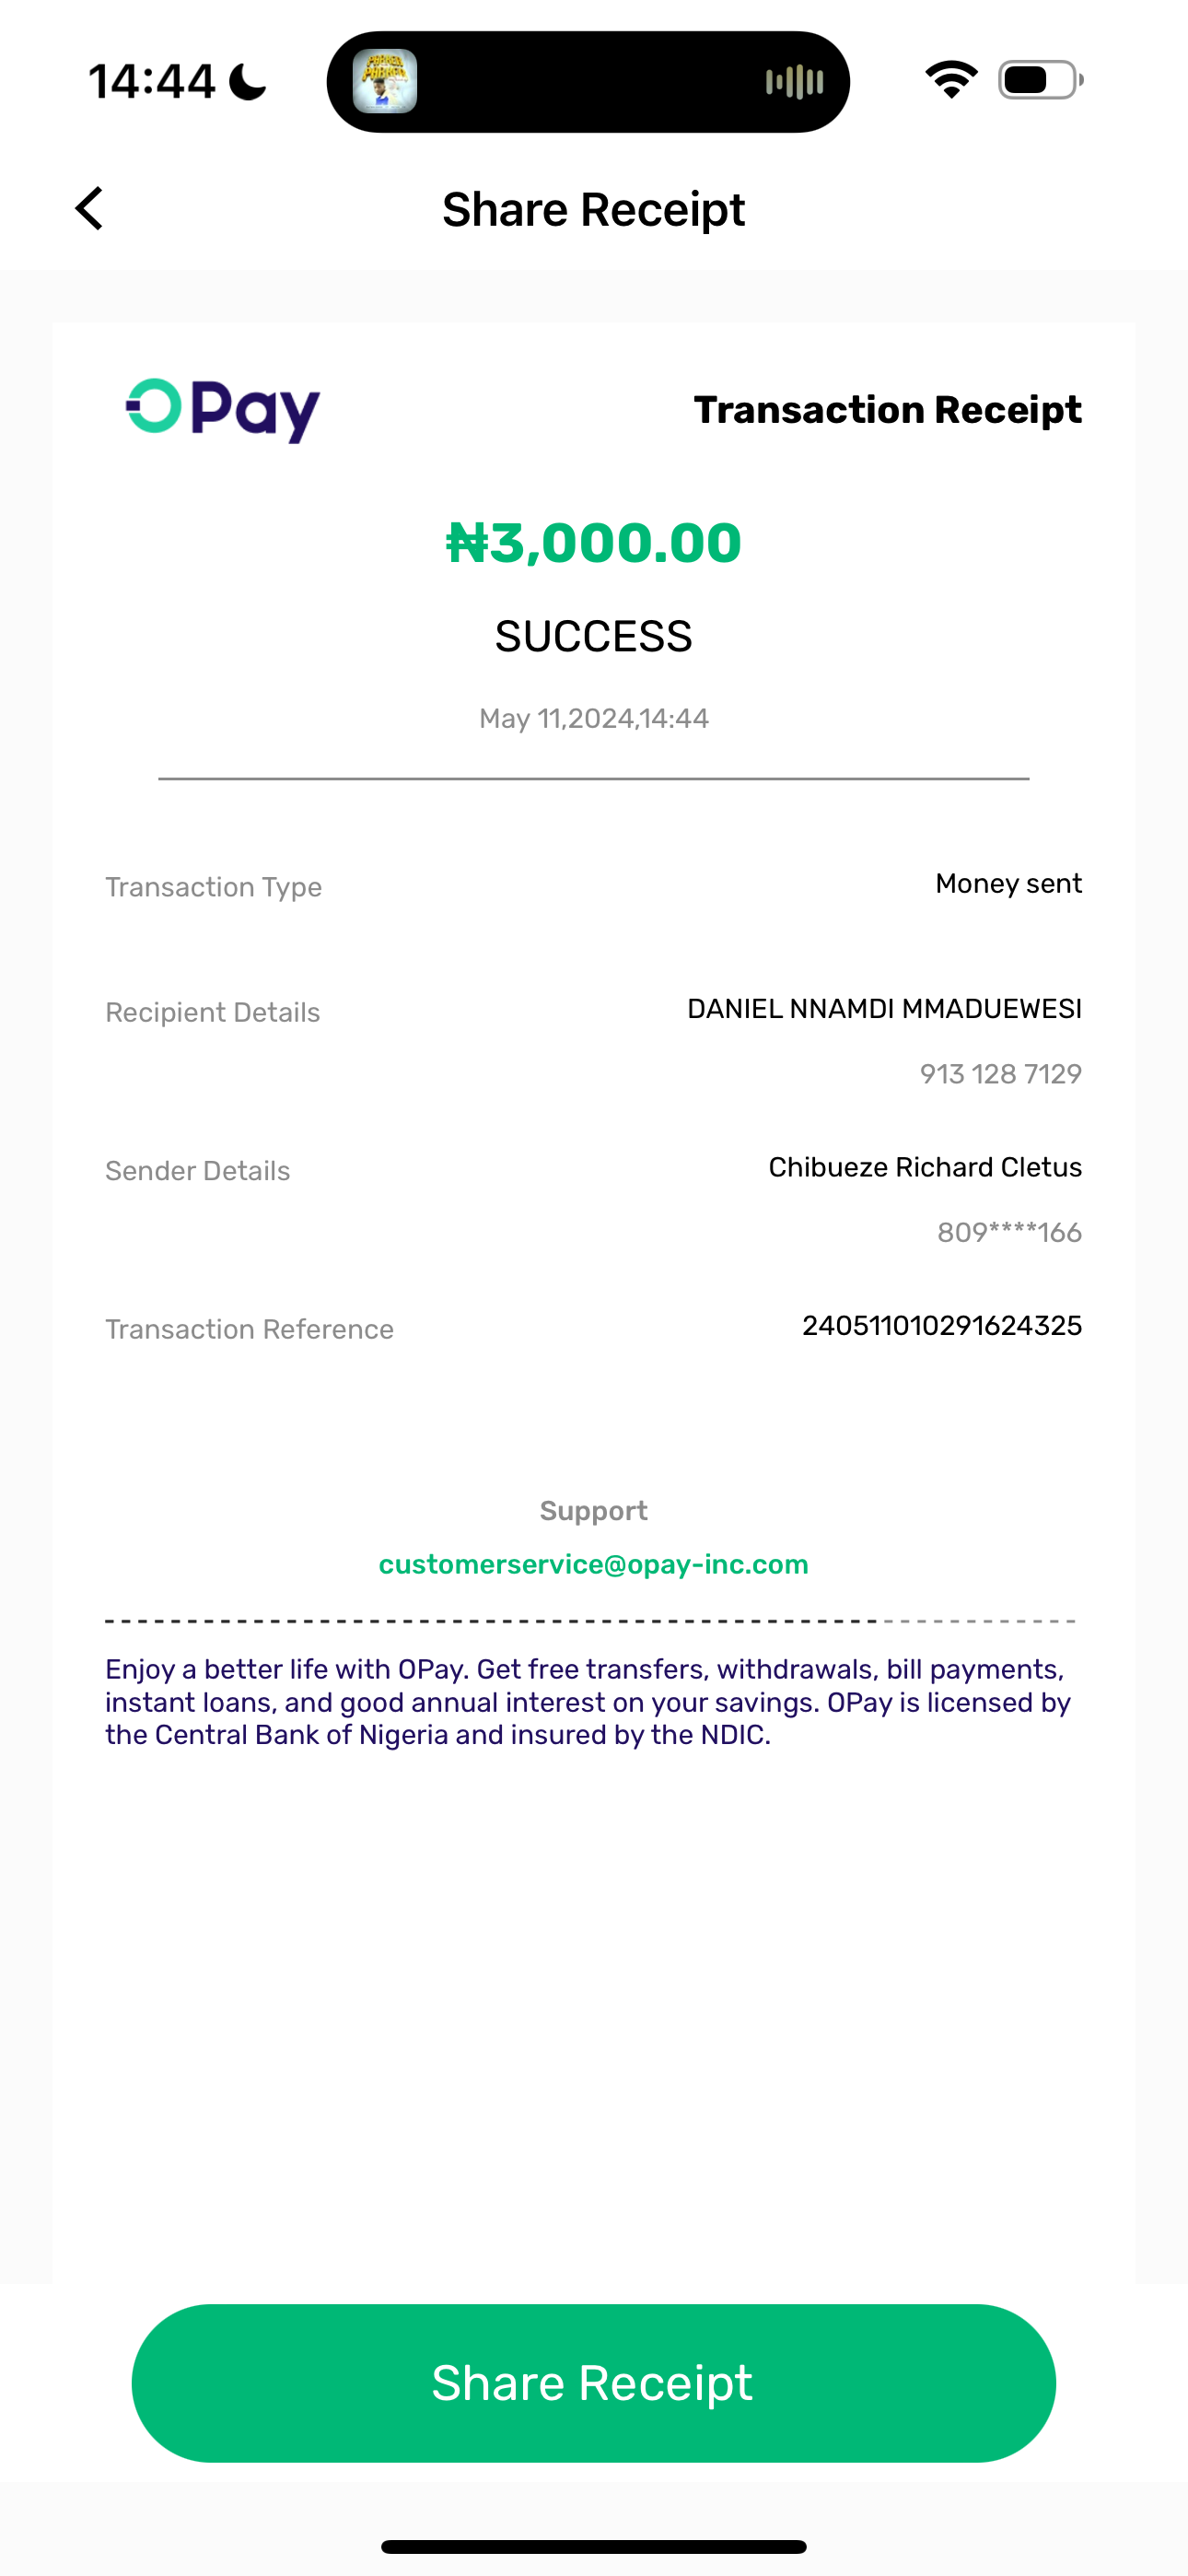 14:44
Share Receipt
OPay
Transaction Receipt
₦3,000.00
SUCCESS
May 11,2024,14:44
Transaction Type
Money sent
Recipient Details
DANIEL NNAMDI MMADUEWESI
913 128 7129
Sender Details
Chibueze Richard Cletus
809****166
Transaction Reference
240511010291624325
Support
customerservice@opay-inc.com
Enjoy a better life with OPay. Get free transfers, withdrawals, bill payments,
instant loans, and good annual interest on your savings. OPay is licensed by
the Central Bank of Nigeria and insured by the NDIC.
Share Receipt